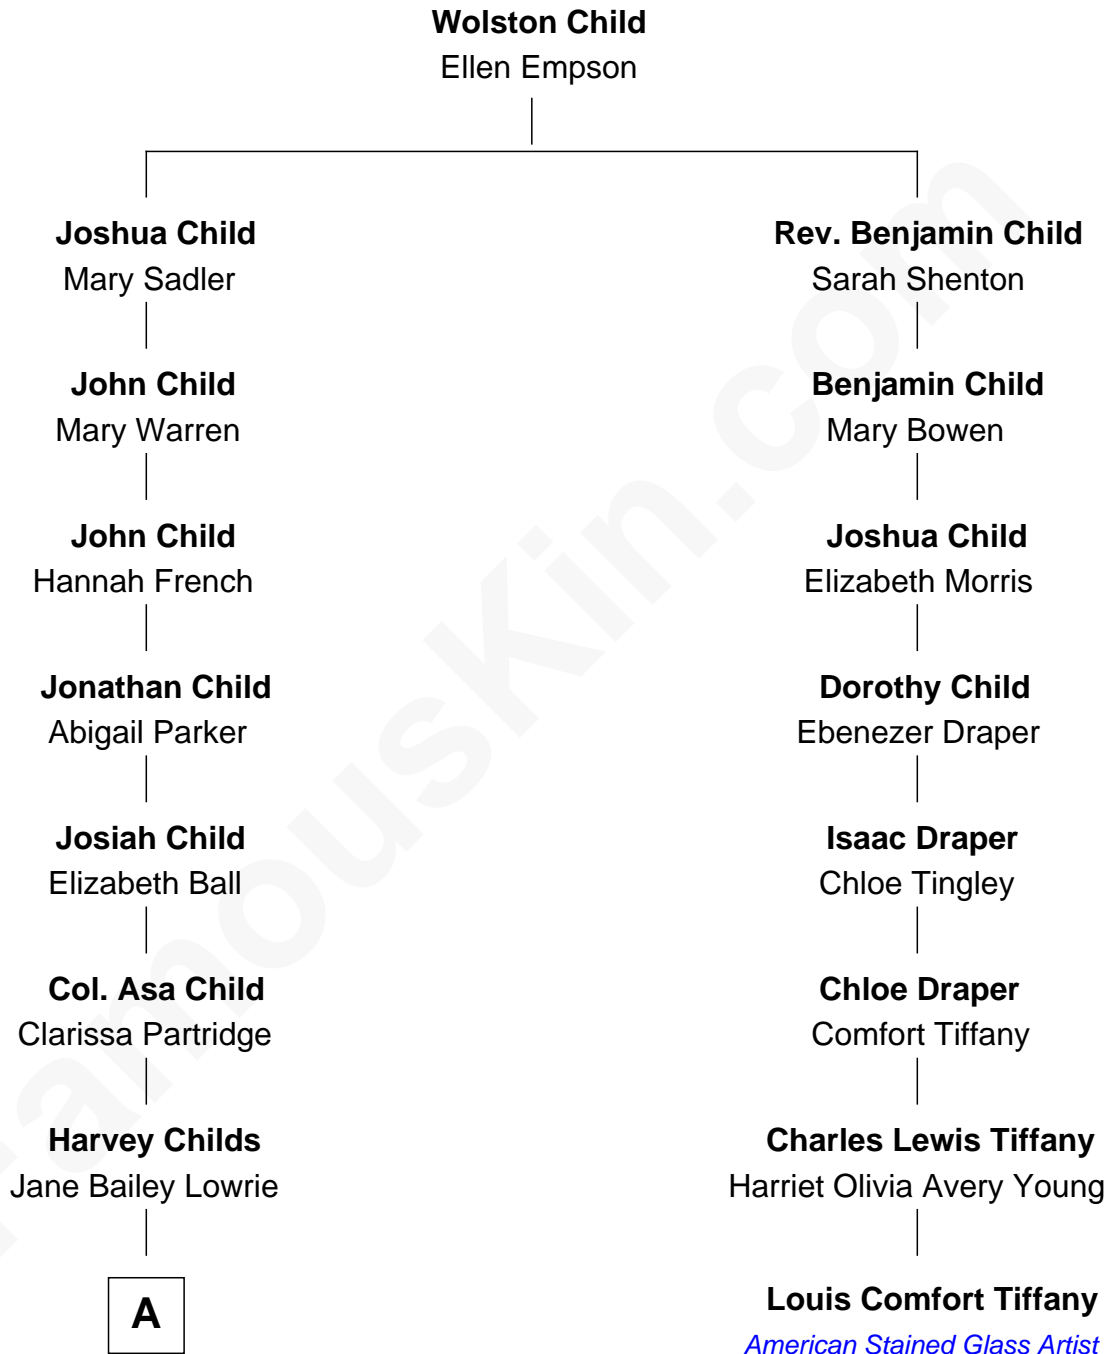 Wolston Child
Ellen Empson
Joshua Child
Mary Sadler
Rev. Benjamin Child
Sarah Shenton
John Child
Mary Warren
Benjamin Child
Mary Bowen
John Child
Hannah French
Joshua Child
Elizabeth Morris
Jonathan Child
Abigail Parker
Dorothy Child
Ebenezer Draper
Josiah Child
Elizabeth Ball
Isaac Draper
Chloe Tingley
Col. Asa Child
Clarissa Partridge
Chloe Draper
Comfort Tiffany
Harvey Childs
Jane Bailey Lowrie
Charles Lewis Tiffany
Harriet Olivia Avery Young
A
Louis Comfort Tiffany
American Stained Glass Artist
FamousKin.com